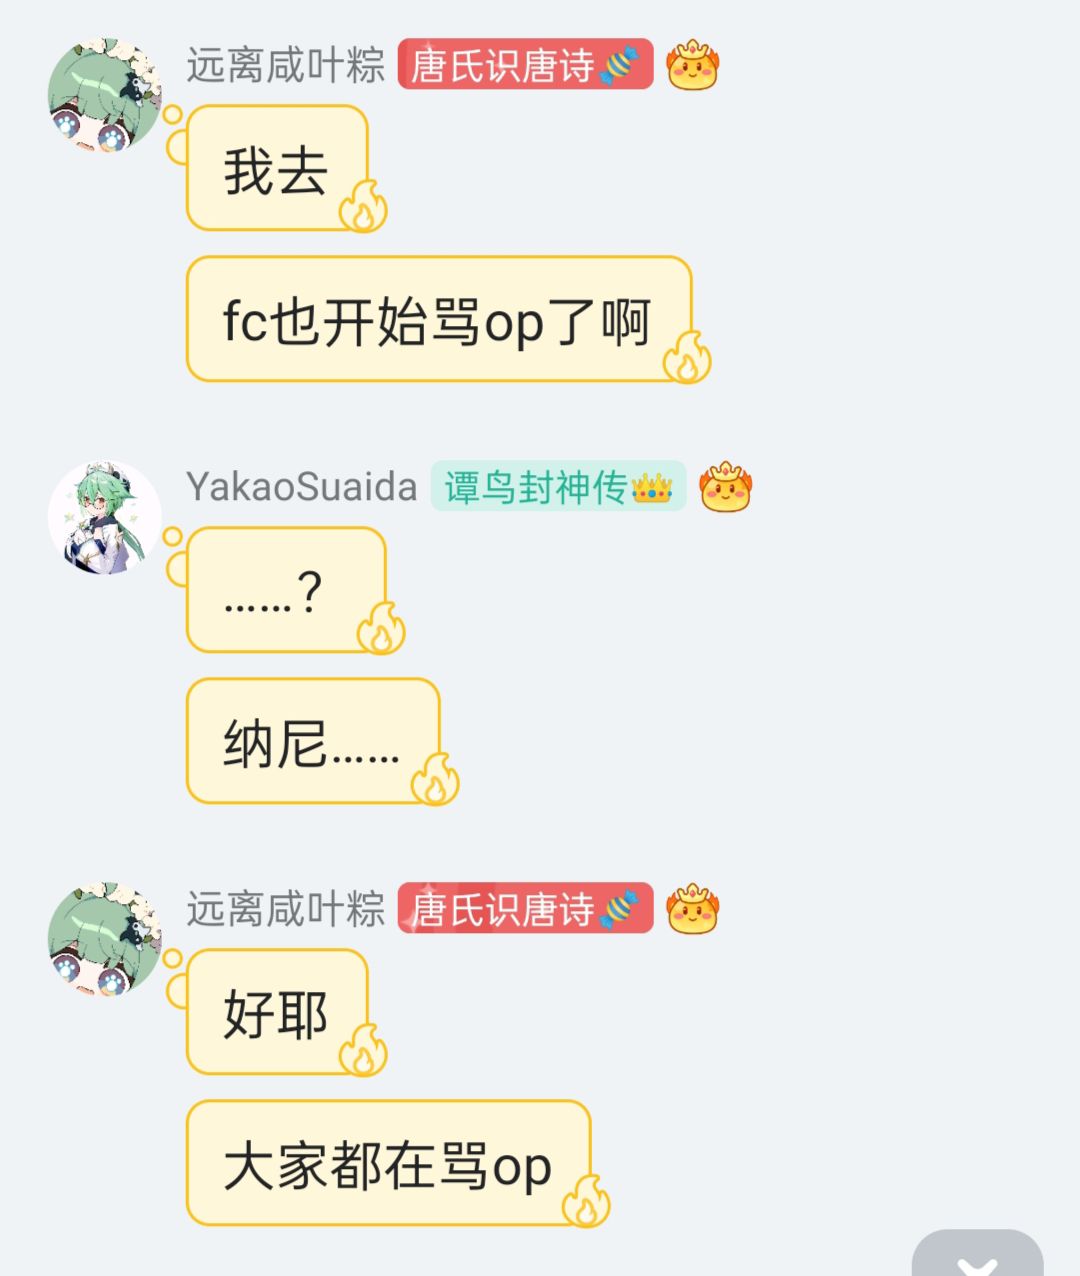 远离咸叶粽 唐氏识唐诗
我去
fc也开始骂op了啊
YakaoSuaida 谭鸟封神传
……？
纳尼……
远离咸叶粽 唐氏识唐诗
好耶
大家都在骂op